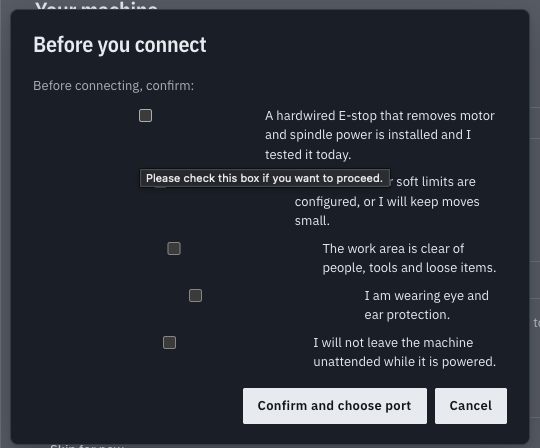 Your machine
Before you connect
Before connecting, confirm:
A hardwired E-stop that removes motor
and spindle power is installed and I
tested it today.
Please check this box if you want to proceed.
r soft limits are
configured, or I will keep moves
small.
The work area is clear of
people, tools and loose items.
I am wearing eye and
ear protection.
I will not leave the machine
unattended while it is powered.
to
Confirm and choose port
Cancel